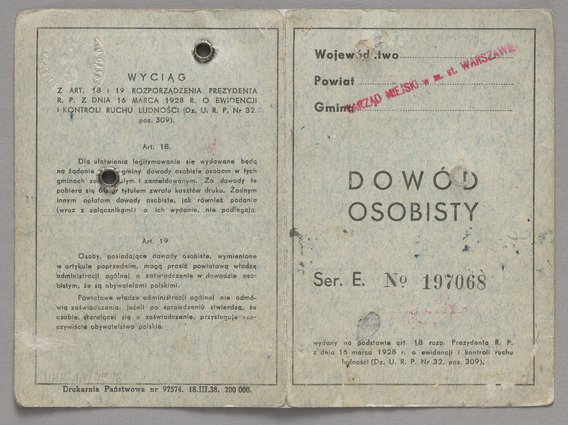 WYCIĄG
Z ART. 18 i 19 ROZPORZĄDZENIA PREZYDENTA
R. P. Z DNIA 16 MARCA 1928 R. O EWIDENCJI
I KONTROLI RUCHU LUDNOŚCI (Dz. U. R. P. Nr 32.
poz. 309).
Art. 18.
Dla ułatwienia legitymowania się wydawane będą
na żądanie gminy dowody osobiste osobom w tych
gminach i zameldowanym. Za dowody te
pobiera się tytułem zwrotu kosztów druku. Żadnym
innym opłatom dowody osobiste, jak również podania
(wraz z załącznikami) o ich wydanie, nie podlegają.
Art. 19
Osoby, posiadające dowody osobiste, wymienione
w artykule poprzednim, mogą prosić powiatową władzę
administracji ogólnej o zaświadczenie w dowodzie oso-
bistym, że są obywatelami polskimi.
Powiatowe władze administracji ogólnej nie odmó-
wią zaświadczenia, jeżeli po sprawdzeniu stwierdzą, że
osobie, starającej się o zaświadczenie, przysługuje rze-
czywiście obywatelstwo polskie.
Drukarnia Państwowa nr 97574. 18.III.38. 200 000.
Województwo
Powiat
Gmina
ZARZĄD MIEJSKI w m. st. WARSZAWIE
DOWÓD
OSOBISTY
Ser. E. № 197068
wydany na podstawie art. 18 rozp. Prezydenta R. P.
z dnia 16 marca 1928 r. o ewidencji i kontroli ruchu
ludności (Dz. U. R. P. Nr 32, poz. 309).